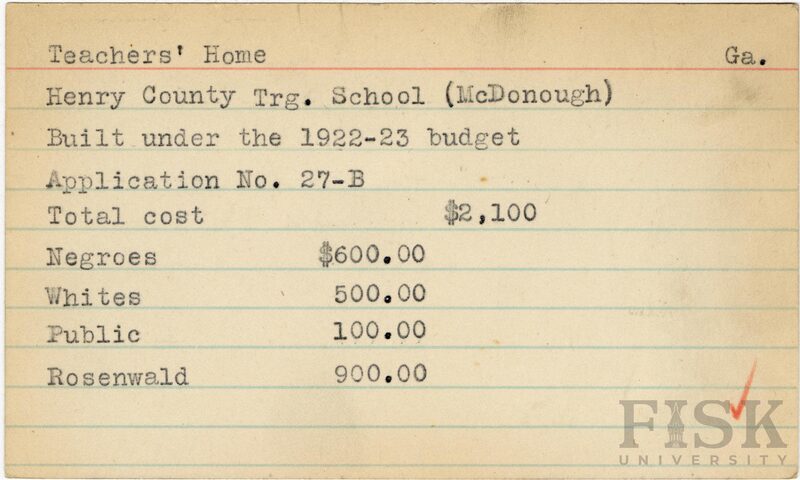 Teachers' Home Ga.
Henry County Trg. School (McDonough)
Built under the 1922-23 budget
Application No. 27-B
Total cost $2,100
Negroes $600.00
Whites 500.00
Public 100.00
Rosenwald 900.00
FISK
UNIVERSITY